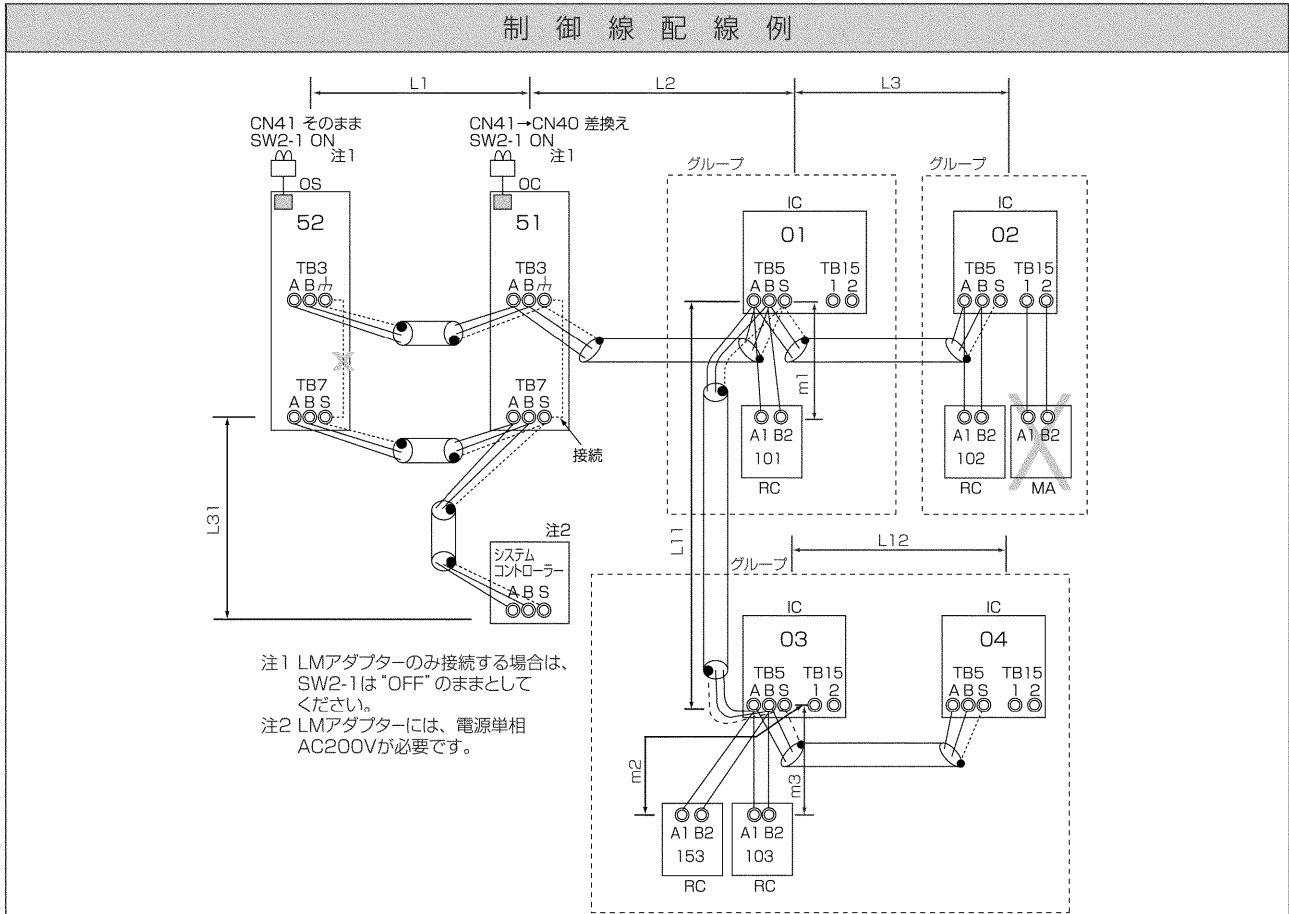 制御線配線例
L1
L2
L3
CN41 そのまま
SW2-1 ON
注1
CN41→CN40 差換え
SW2-1 ON
注1
グループ
グループ
OS
OC
IC
IC
52
51
01
02
TB3
A B
TB3
A B
TB5
A B S
TB15
1 2
TB5
A B S
TB15
1 2
m1
TB7
A B S
TB7
A B S
接続
A1 B2
101
RC
A1 B2
102
RC
A1 B2
MA
L31
L11
注2
システム
コントローラー
A B S
グループ
L12
IC
IC
03
04
TB5
A B S
TB15
1 2
TB5
A B S
TB15
1 2
注1 LMアダプターのみ接続する場合は、
SW2-1は“OFF”のままとして
ください。
注2 LMアダプターには、電源単相
AC200Vが必要です。
m2
m3
A1 B2
153
RC
A1 B2
103
RC